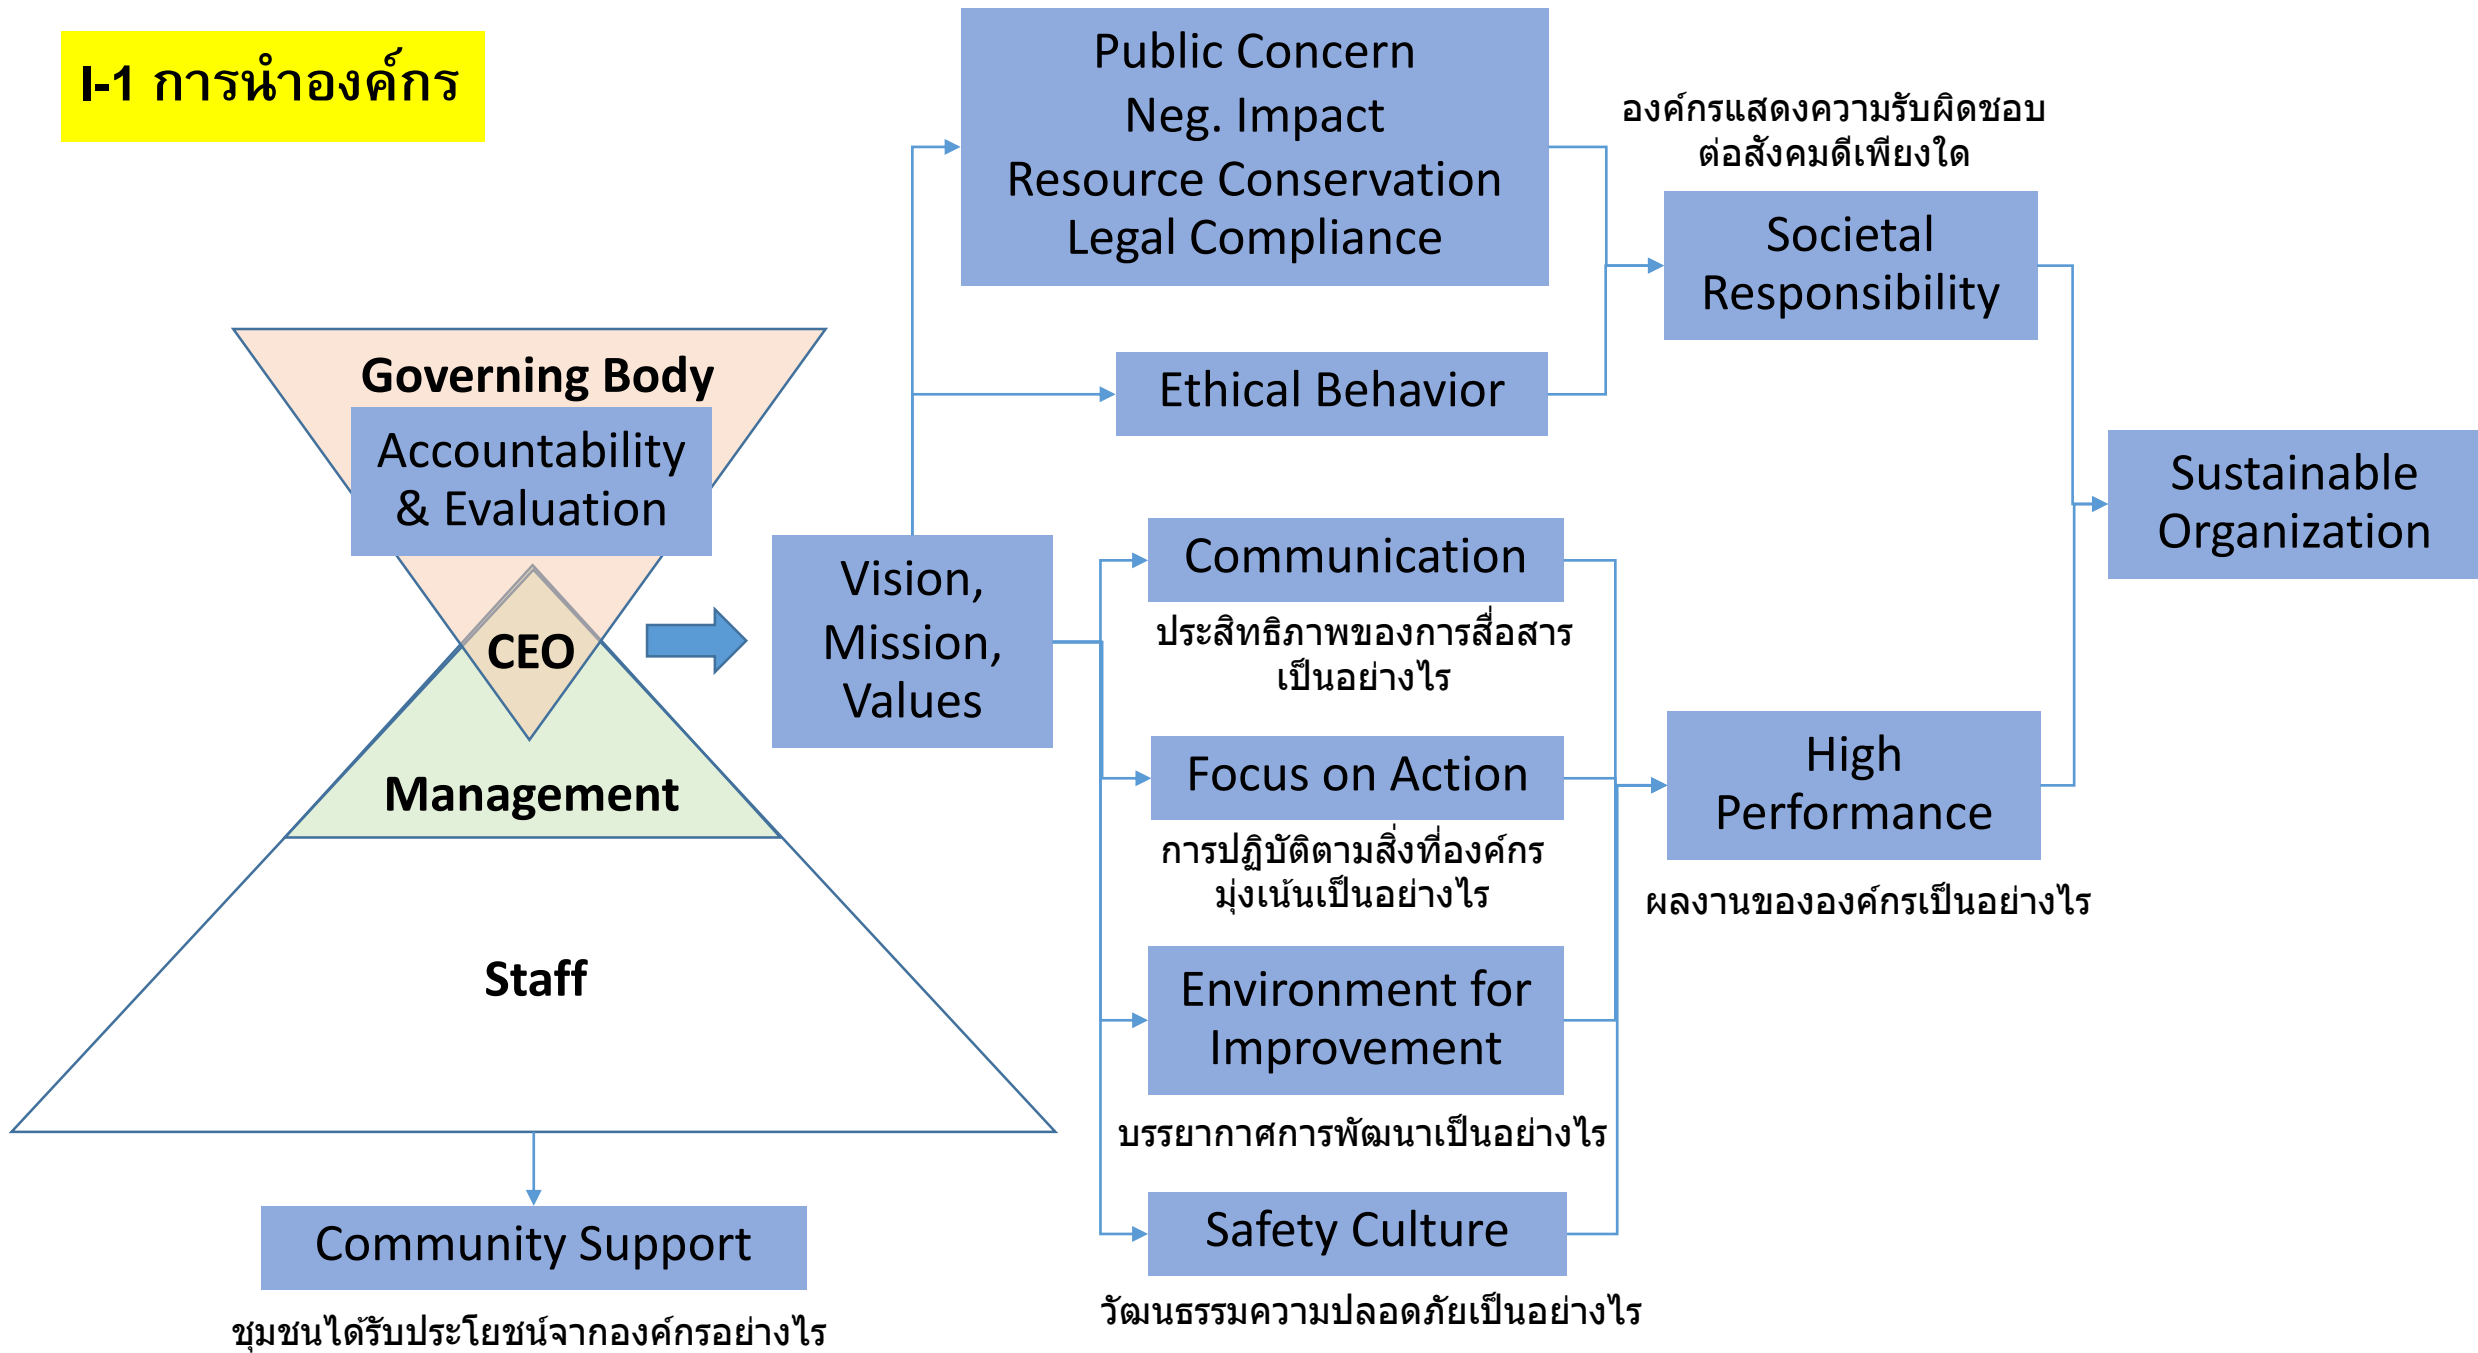 I-1 การนำองค์กร
Public Concern
Neg. Impact
Resource Conservation
Legal Compliance
องค์กรแสดงความรับผิดชอบ
ต่อสังคมดีเพียงใด
Societal
Responsibility
Governing Body
Accountability
& Evaluation
Ethical Behavior
Sustainable
Organization
CEO
Vision,
Mission,
Values
Communication
ประสิทธิภาพของการสื่อสาร
เป็นอย่างไร
Management
Focus on Action
การปฏิบัติตามสิ่งที่องค์กร
มุ่งเน้นเป็นอย่างไร
High
Performance
ผลงานขององค์กรเป็นอย่างไร
Staff
Environment for
Improvement
บรรยากาศการพัฒนาเป็นอย่างไร
Community Support
ชุมชนได้รับประโยชน์จากองค์กรอย่างไร
Safety Culture
วัฒนธรรมความปลอดภัยเป็นอย่างไร